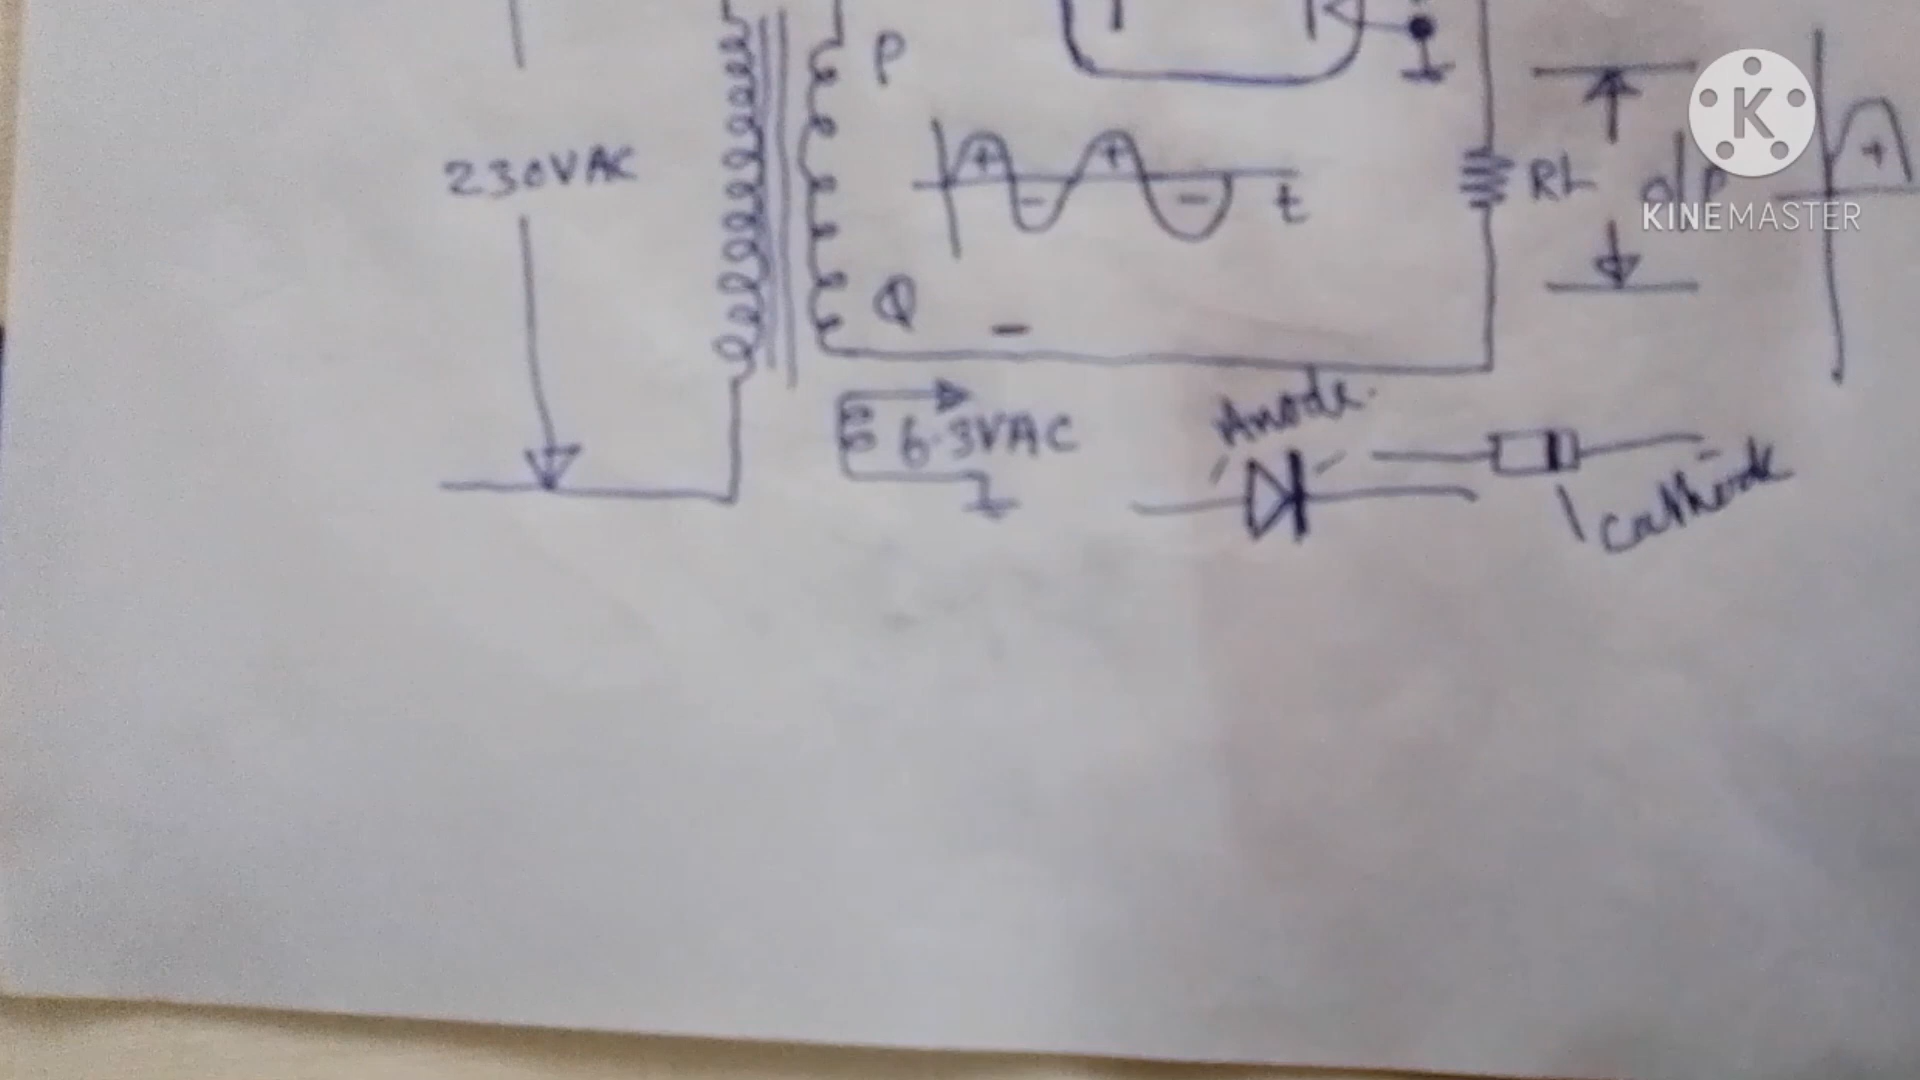 P
230VAC
+ - + - t
RL
o/p
+
K
KINEMASTER
Q
-
6.3VAC
Anode.
Cathode